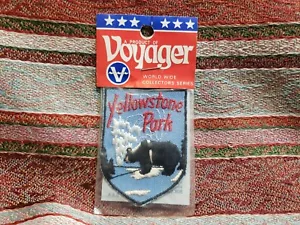 A PRODUCT OF
Voyager
V
WORLD WIDE
COLLECTORS SERIES
Yellowstone
Park